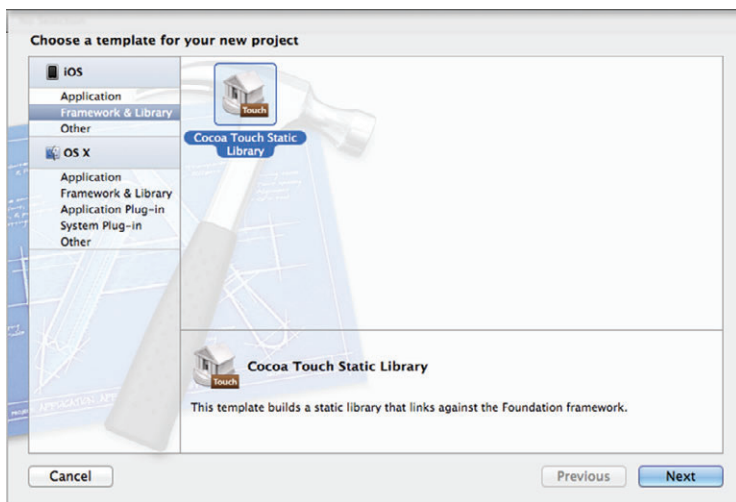 Choose a template for your new project
iOS
Application
Framework & Library
Other
OS X
Application
Framework & Library
Application Plug-in
System Plug-in
Other
Touch
Cocoa Touch Static
Library
Touch
Cocoa Touch Static Library
This template builds a static library that links against the Foundation framework.
Cancel
Previous
Next